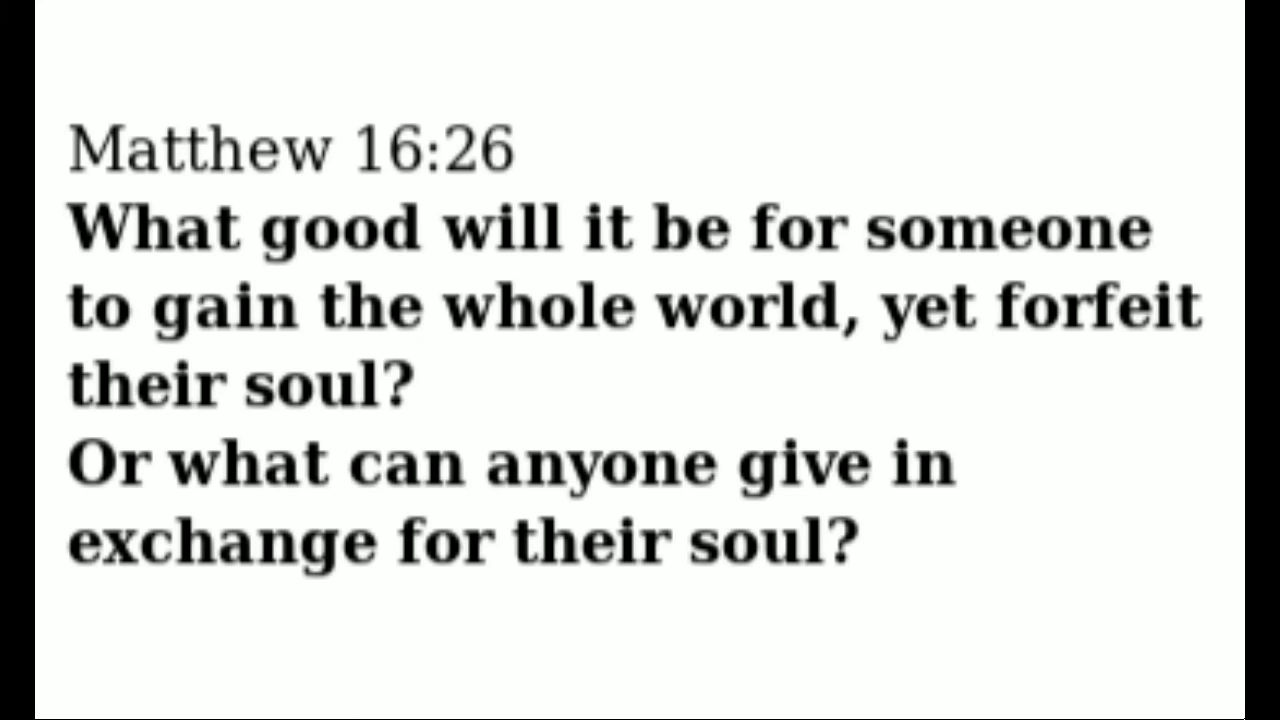 Matthew 16:26
What good will it be for someone
to gain the whole world, yet forfeit
their soul?
Or what can anyone give in
exchange for their soul?